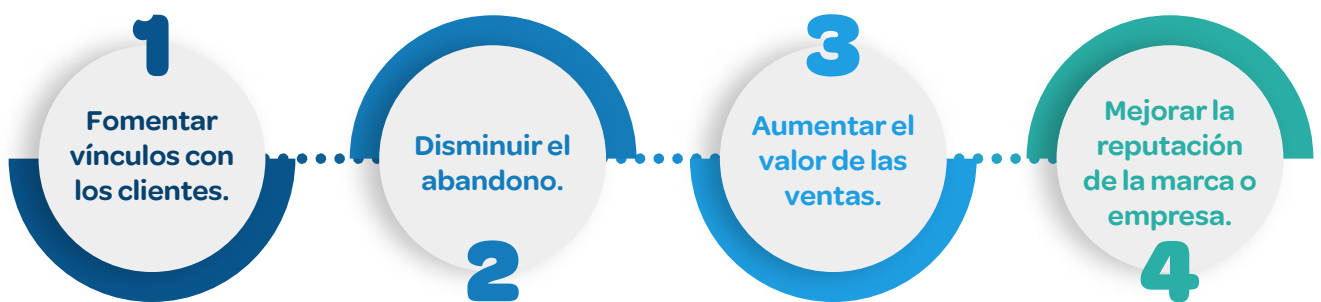 1
Fomentar
vínculos con
los clientes.
Disminuir el
abandono.
2
3
Aumentar el
valor de las
ventas.
Mejorar la
reputación
de la marca o
empresa.
4